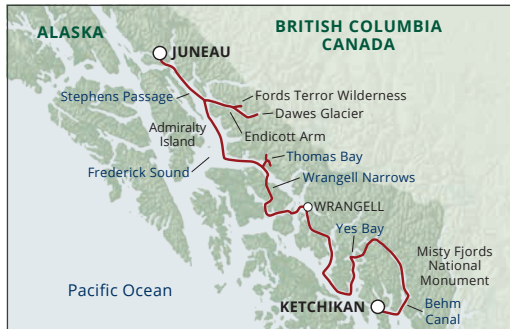 ALASKA
BRITISH COLUMBIA
CANADA
JUNEAU
Stephens Passage
Fords Terror Wilderness
Dawes Glacier
Admiralty
Island
Endicott Arm
Thomas Bay
Frederick Sound
Wrangell Narrows
WRANGELL
Yes Bay
Misty Fjords
National
Monument
Pacific Ocean
KETCHIKAN
Behm
Canal